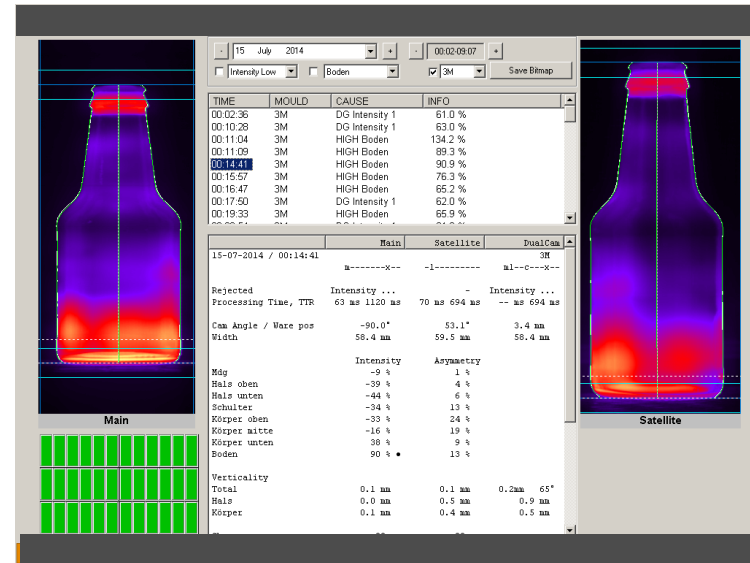 - 15 July 2014 + - 00:02-09:07 +
Intensity Low Boden 3M Save Bitmap
TIME MOULD CAUSE INFO
00:02:36 3M DG Intensity 1 61.0 %
00:10:28 3M DG Intensity 1 63.0 %
00:11:04 3M HIGH Boden 134.2 %
00:11:09 3M HIGH Boden 89.3 %
00:14:41 3M HIGH Boden 90.9 %
00:15:57 3M HIGH Boden 76.3 %
00:16:47 3M HIGH Boden 65.2 %
00:17:50 3M DG Intensity 1 62.0 %
00:19:33 3M HIGH Boden 65.9 %
Main Satellite DualCam
15-07-2014 / 00:14:41 3M
m-------x-- -l--------- ml--c---x--
Rejected Intensity ... - Intensity ...
Processing Time, TTR 63 ms 1120 ms 70 ms 694 ms -- ms 694 ms
Cam Angle / Ware pos -90.0° 53.1° 3.4 mm
Width 58.4 mm 59.5 mm 58.4 mm
Intensity Asymmetry
Mdg -9 % 1 %
Hals oben -39 % 4 %
Hals unten -44 % 6 %
Schulter -34 % 13 %
Körper oben -33 % 24 %
Körper mitte -16 % 19 %
Körper unten 38 % 9 %
Boden 90 % ● 13 %
Verticality
Total 0.1 mm 0.1 mm 0.2mm 65°
Hals 0.0 mm 0.5 mm 0.9 mm
Körper 0.1 mm 0.4 mm 0.5 mm
Main
Satellite